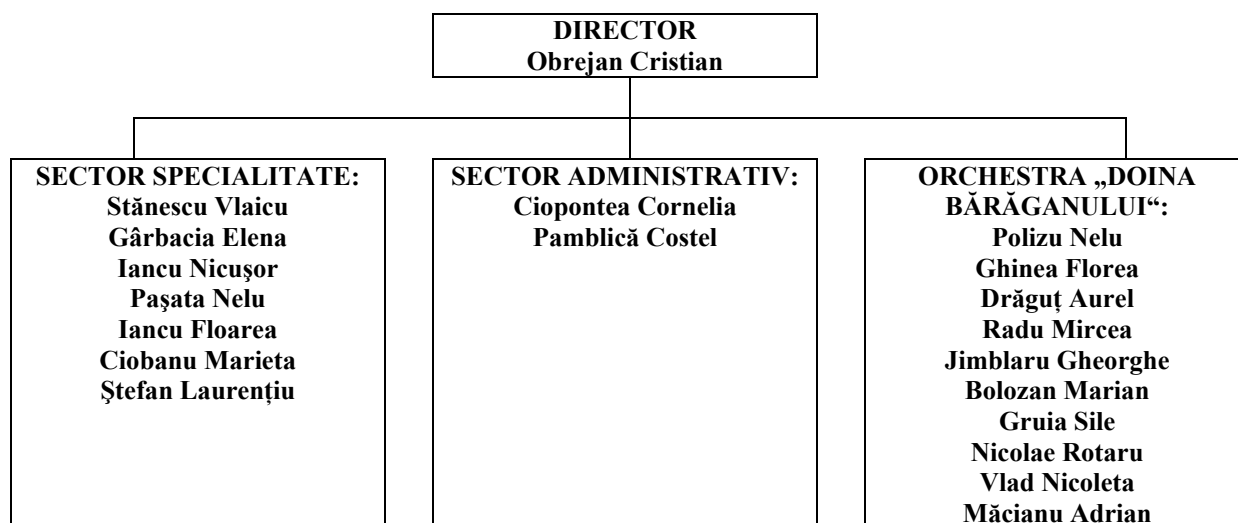 DIRECTOR
Obrejan Cristian
SECTOR SPECIALITATE:
Stănescu Vlaicu
Gârbacia Elena
Iancu Nicuşor
Paşata Nelu
Iancu Floarea
Ciobanu Marieta
Ştefan Laurențiu
SECTOR ADMINISTRATIV:
Ciopontea Cornelia
Pamblică Costel
ORCHESTRA „DOINA
BĂRĂGANULUI“:
Polizu Nelu
Ghinea Florea
Drăguț Aurel
Radu Mircea
Jimblaru Gheorghe
Bolozan Marian
Gruia Sile
Nicolae Rotaru
Vlad Nicoleta
Măcianu Adrian